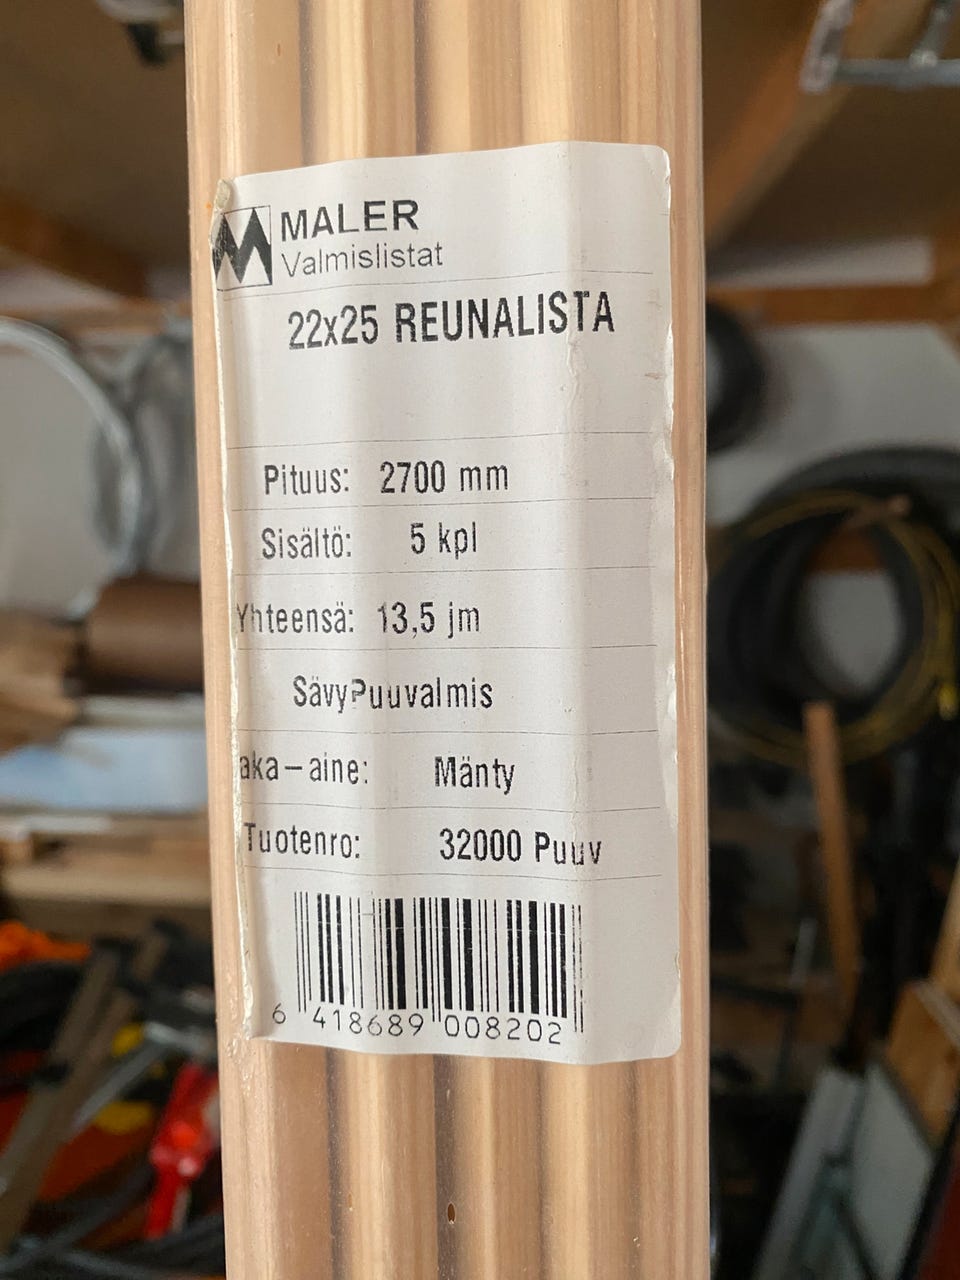 MALER
Valmislistat
22x25 REUNALISTA
Pituus: 2700 mm
Sisältö: 5 kpl
Yhteensä: 13,5 jm
SävyPuuvalmis
aka-aine: Mänty
Tuotenro: 32000 Puuv
6 418689 008202